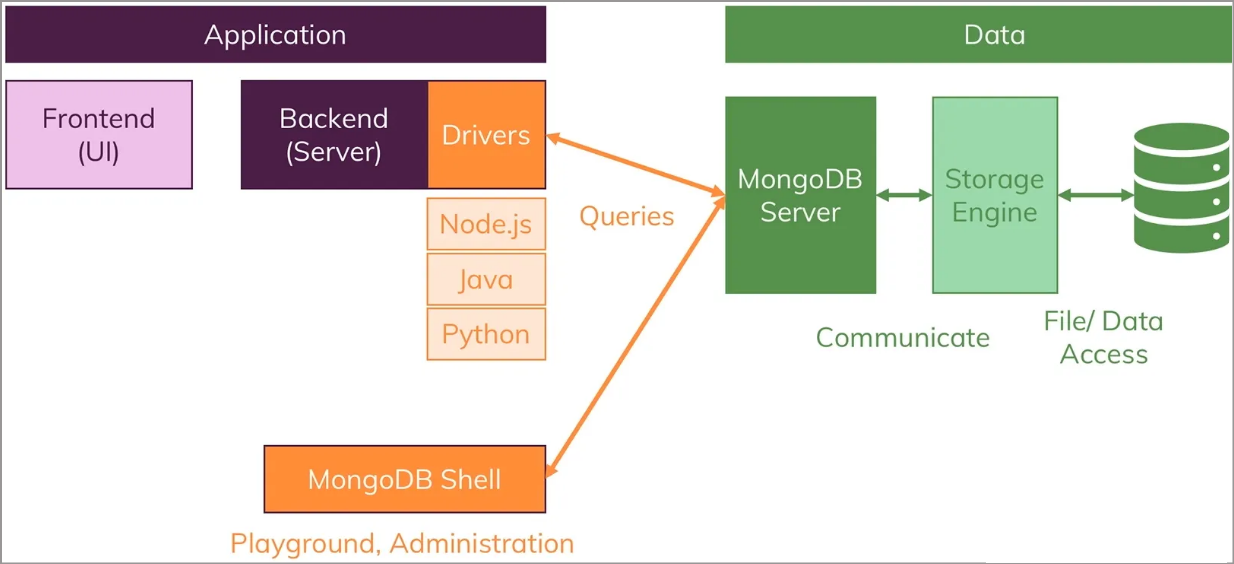 Application
Data
Frontend
(UI)
Backend
(Server)
Drivers
Node.js
Java
Python
Queries
MongoDB
Server
Storage
Engine
Communicate
File/ Data
Access
MongoDB Shell
Playground, Administration